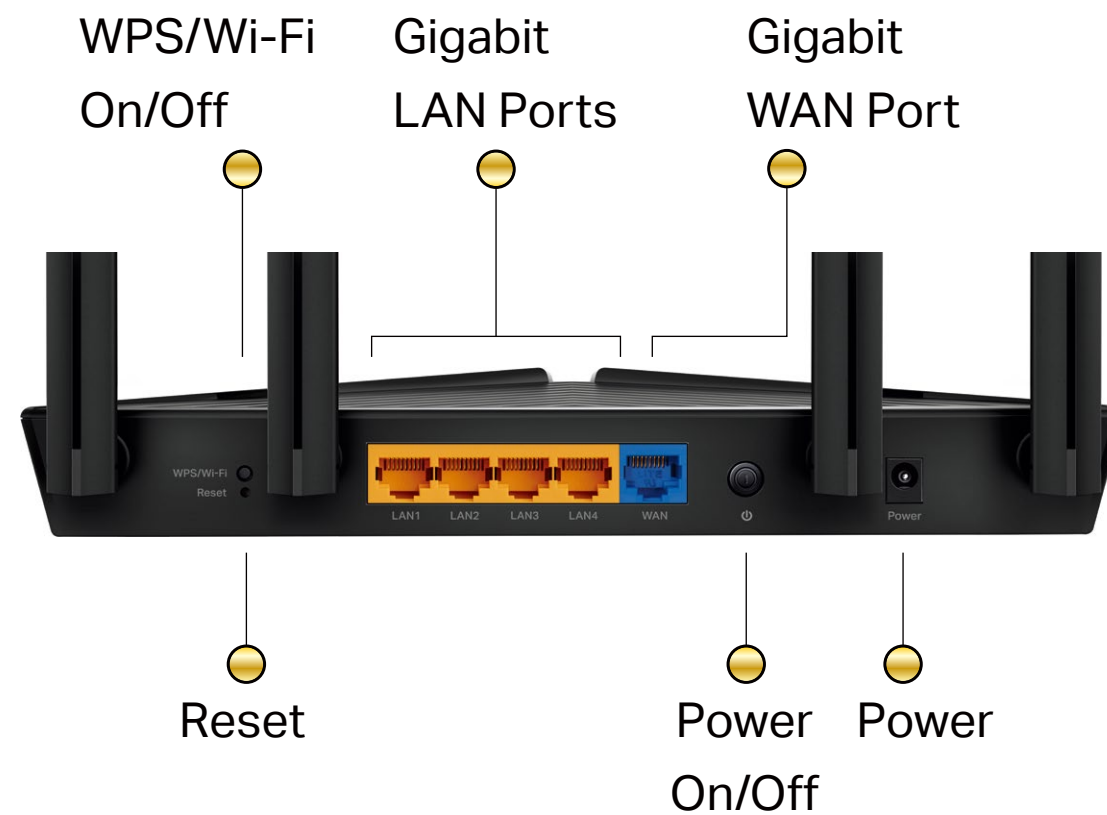 WPS/Wi-Fi
On/Off
Gigabit
LAN Ports
Gigabit
WAN Port
WPS/Wi-Fi
Reset
LAN1
LAN2
LAN3
LAN4
WAN
Power
Reset
Power
On/Off
Power